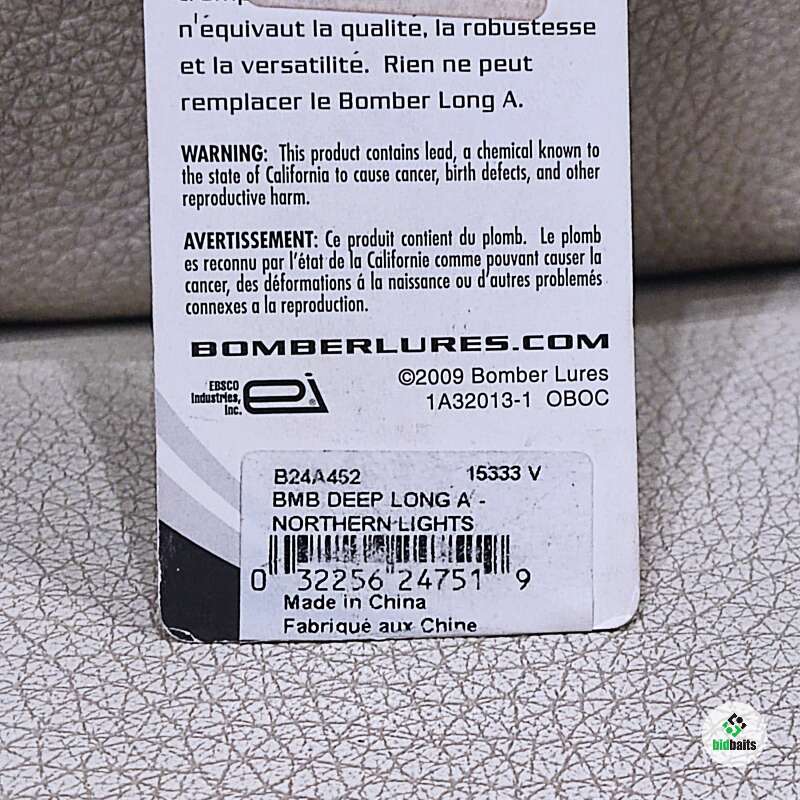 n'équivaut la qualité, la robustesse
et la versatilité. Rien ne peut
remplacer le Bomber Long A.
WARNING: This product contains lead, a chemical known to
the state of California to cause cancer, birth defects, and other
reproductive harm.
AVERTISSEMENT: Ce produit contient du plomb. Le plomb
es reconnu par l'état de la Californie comme pouvant causer la
cancer, des déformations á la naissance ou d'autres problemés
connexes a la reproduction.
BOMBERLURES.COM
EBSCO
Industries,
Inc.
ei
®
©2009 Bomber Lures
1A32013-1 OBOC
B24A452 15333 V
BMB DEEP LONG A -
NORTHERN LIGHTS
0 32256 24751 9
Made in China
Fabriqué aux Chine
bidbaits